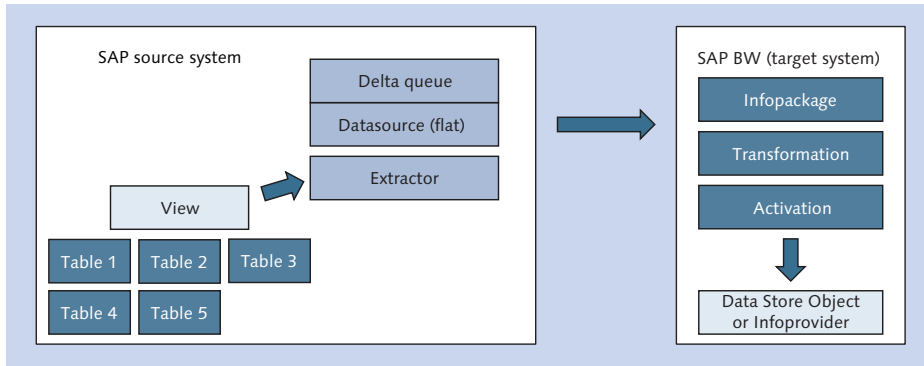 SAP source system
Delta queue
Datasource (flat)
Extractor
View
Table 1
Table 2
Table 3
Table 4
Table 5
SAP BW (target system)
Infopackage
Transformation
Activation
Data Store Object
or Infoprovider